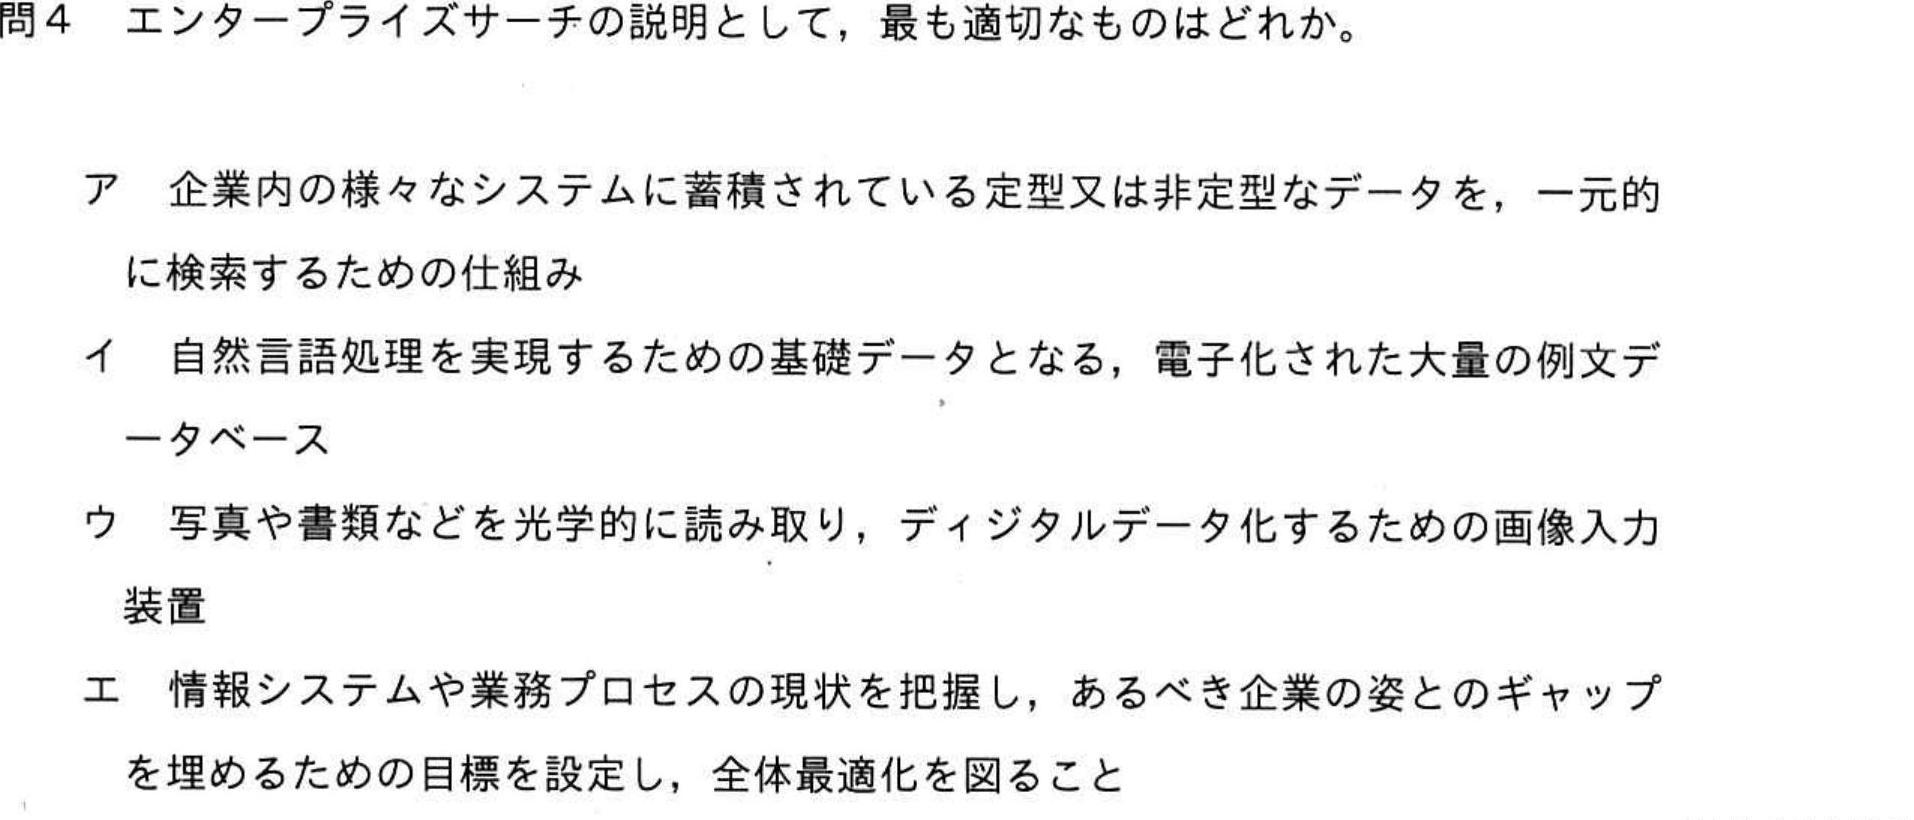 問４　エンタープライズサーチの説明として，最も適切なものはどれか。
ア　企業内の様々なシステムに蓄積されている定型又は非定型なデータを，一元的
に検索するための仕組み
イ　自然言語処理を実現するための基礎データとなる，電子化された大量の例文デ
ータベース
ウ　写真や書類などを光学的に読み取り，ディジタルデータ化するための画像入力
装置
エ　情報システムや業務プロセスの現状を把握し，あるべき企業の姿とのギャップ
を埋めるための目標を設定し，全体最適化を図ること